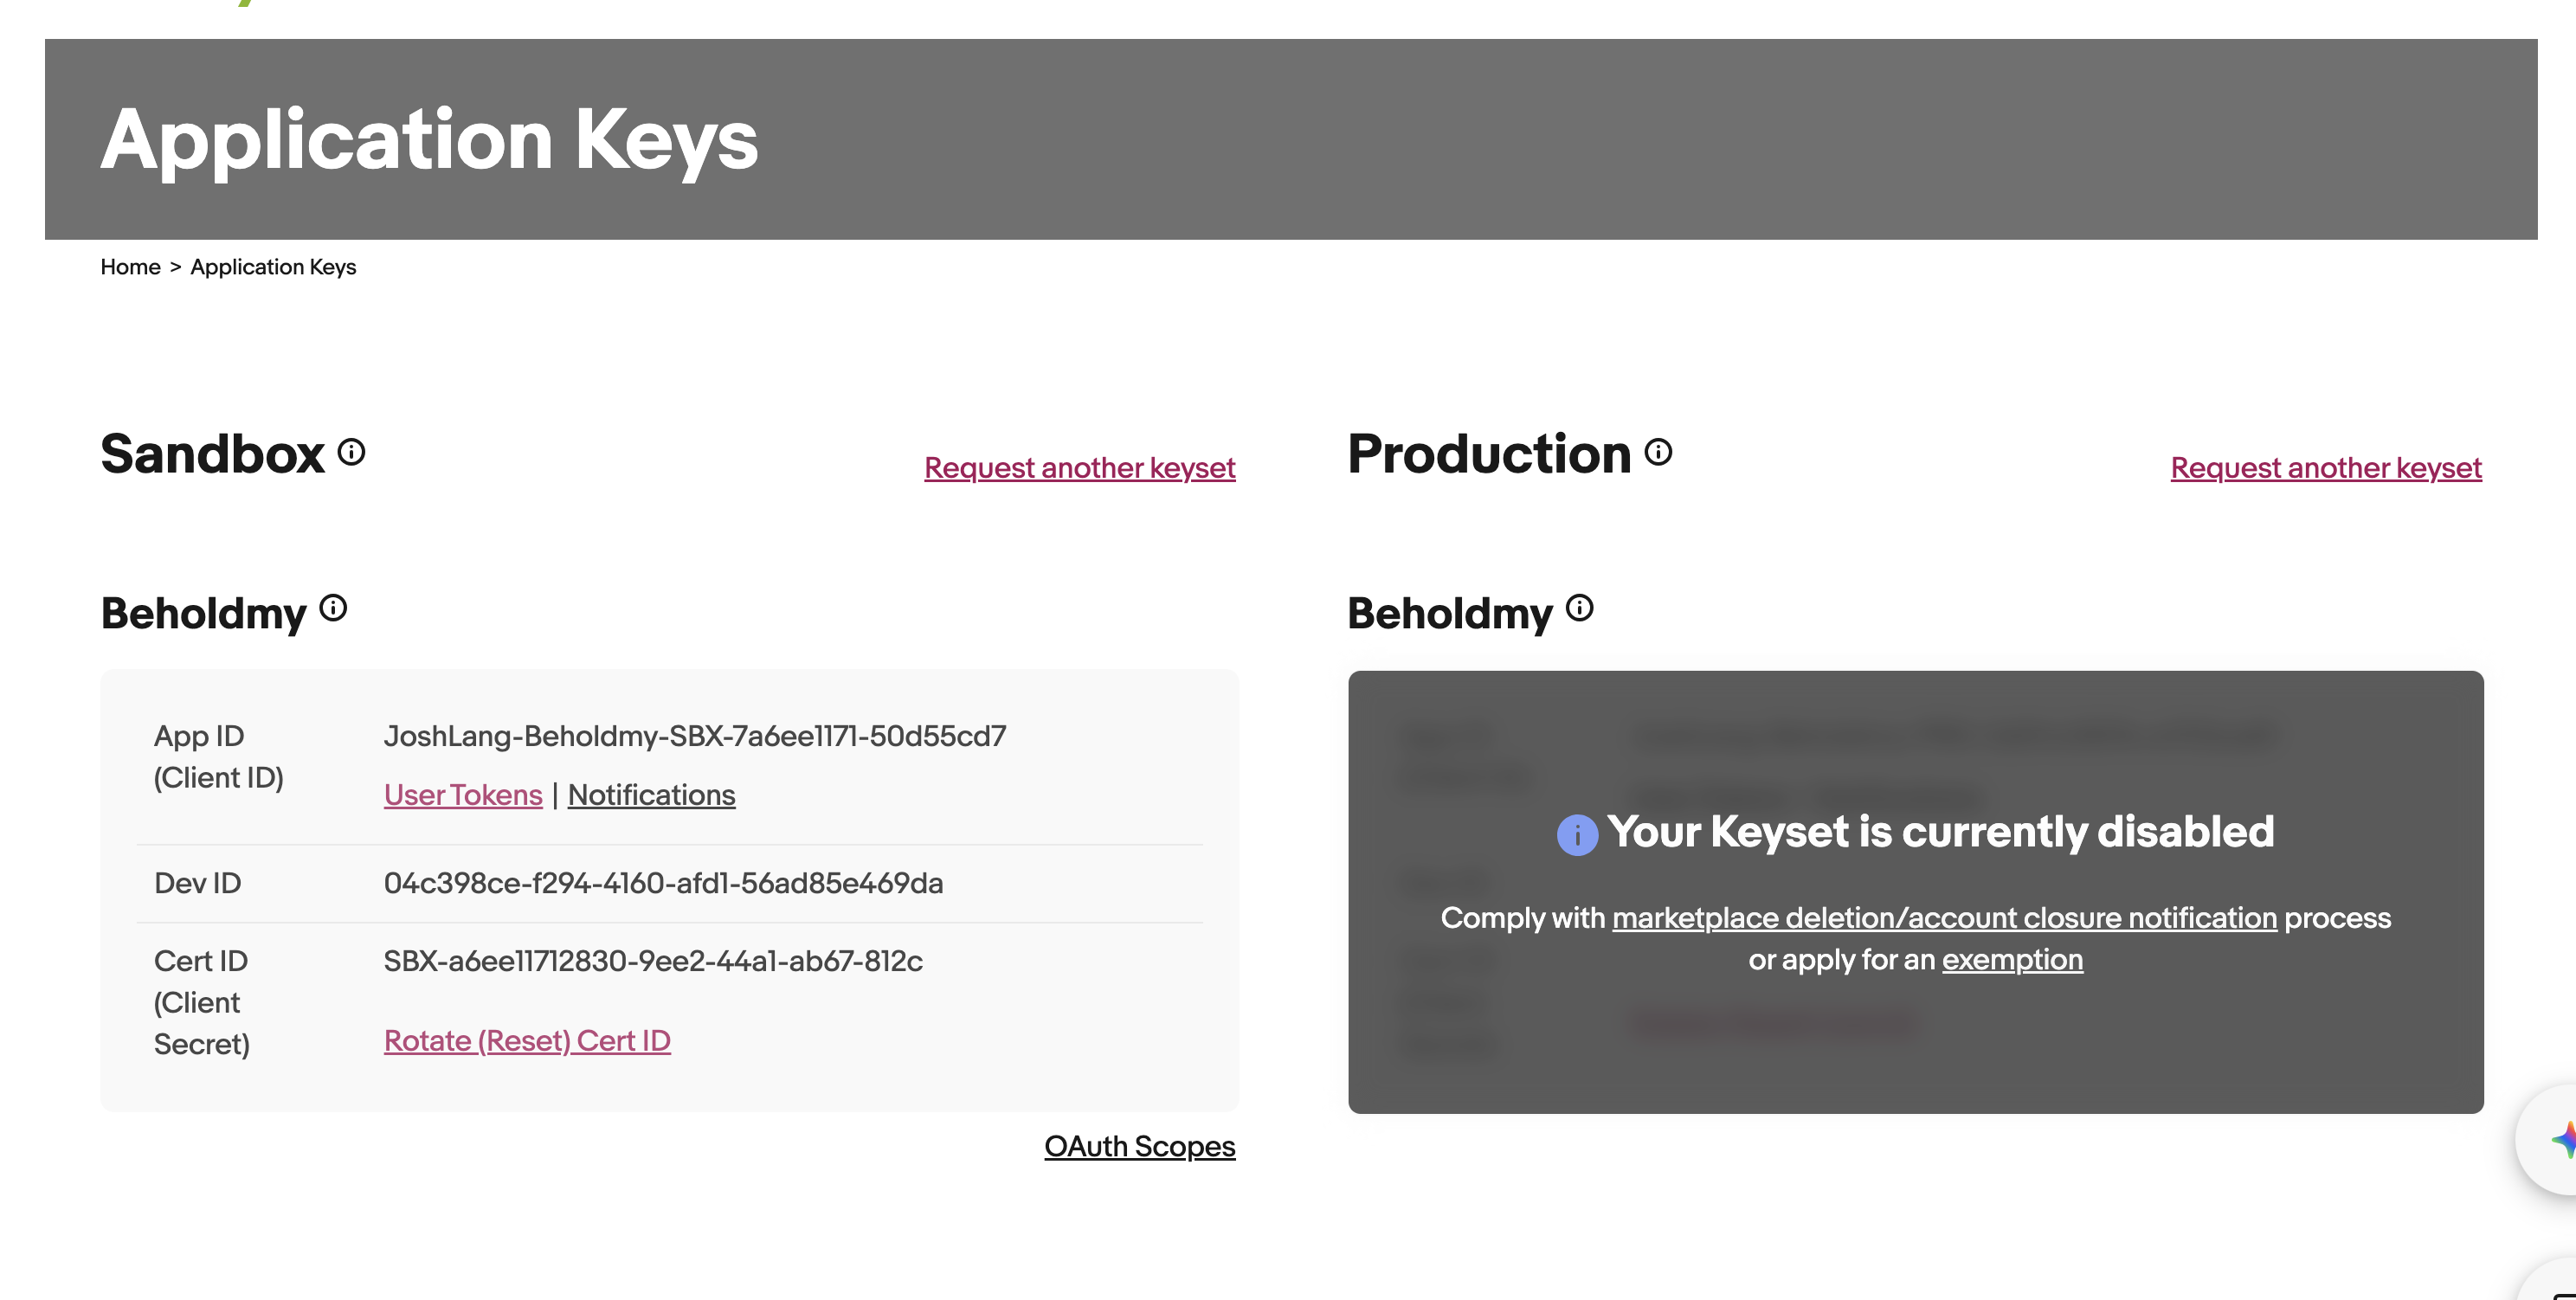 Application Keys
Home > Application Keys
Sandbox
Request another keyset
Production
Request another keyset
Beholdmy
App ID
(Client ID)
JoshLang-Beholdmy-SBX-7a6ee1171-50d55cd7
User Tokens | Notifications
Dev ID
04c398ce-f294-4160-afd1-56ad85e469da
Cert ID
(Client
Secret)
SBX-a6ee11712830-9ee2-44a1-ab67-812c
Rotate (Reset) Cert ID
OAuth Scopes
Beholdmy
Your Keyset is currently disabled
Comply with marketplace deletion/account closure notification process
or apply for an exemption